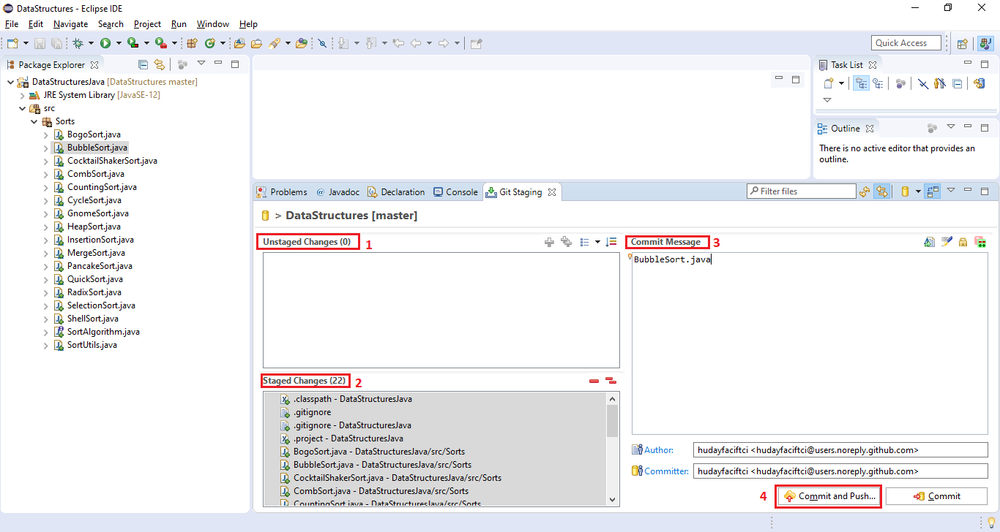 DataStructures - Eclipse IDE
File Edit Navigate Search Project Run Window Help
Quick Access
Package Explorer
DataStructuresJava [DataStructures master]
JRE System Library [JavaSE-12]
src
Sorts
BogoSort.java
BubbleSort.java
CocktailShakerSort.java
CombSort.java
CountingSort.java
CycleSort.java
GnomeSort.java
HeapSort.java
InsertionSort.java
MergeSort.java
PancakeSort.java
QuickSort.java
RadixSort.java
SelectionSort.java
ShellSort.java
SortAlgorithm.java
SortUtils.java
Task List
Outline
There is no active editor that provides an
outline.
Problems @ Javadoc Declaration Console Git Staging
Filter files
> DataStructures [master]
Unstaged Changes (0) 1
Staged Changes (22) 2
.classpath - DataStructuresJava
.gitignore
.gitignore - DataStructuresJava
.project - DataStructuresJava
BogoSort.java - DataStructuresJava/src/Sorts
BubbleSort.java - DataStructuresJava/src/Sorts
CocktailShakerSort.java - DataStructuresJava/src/Sorts
CombSort.java - DataStructuresJava/src/Sorts
CountingSort.java - DataStructuresJava/src/Sorts
Commit Message 3
BubbleSort.java
Author: hudayfaciftci <hudayfaciftci@users.noreply.github.com>
Committer: hudayfaciftci <hudayfaciftci@users.noreply.github.com>
4 Commit and Push... Commit